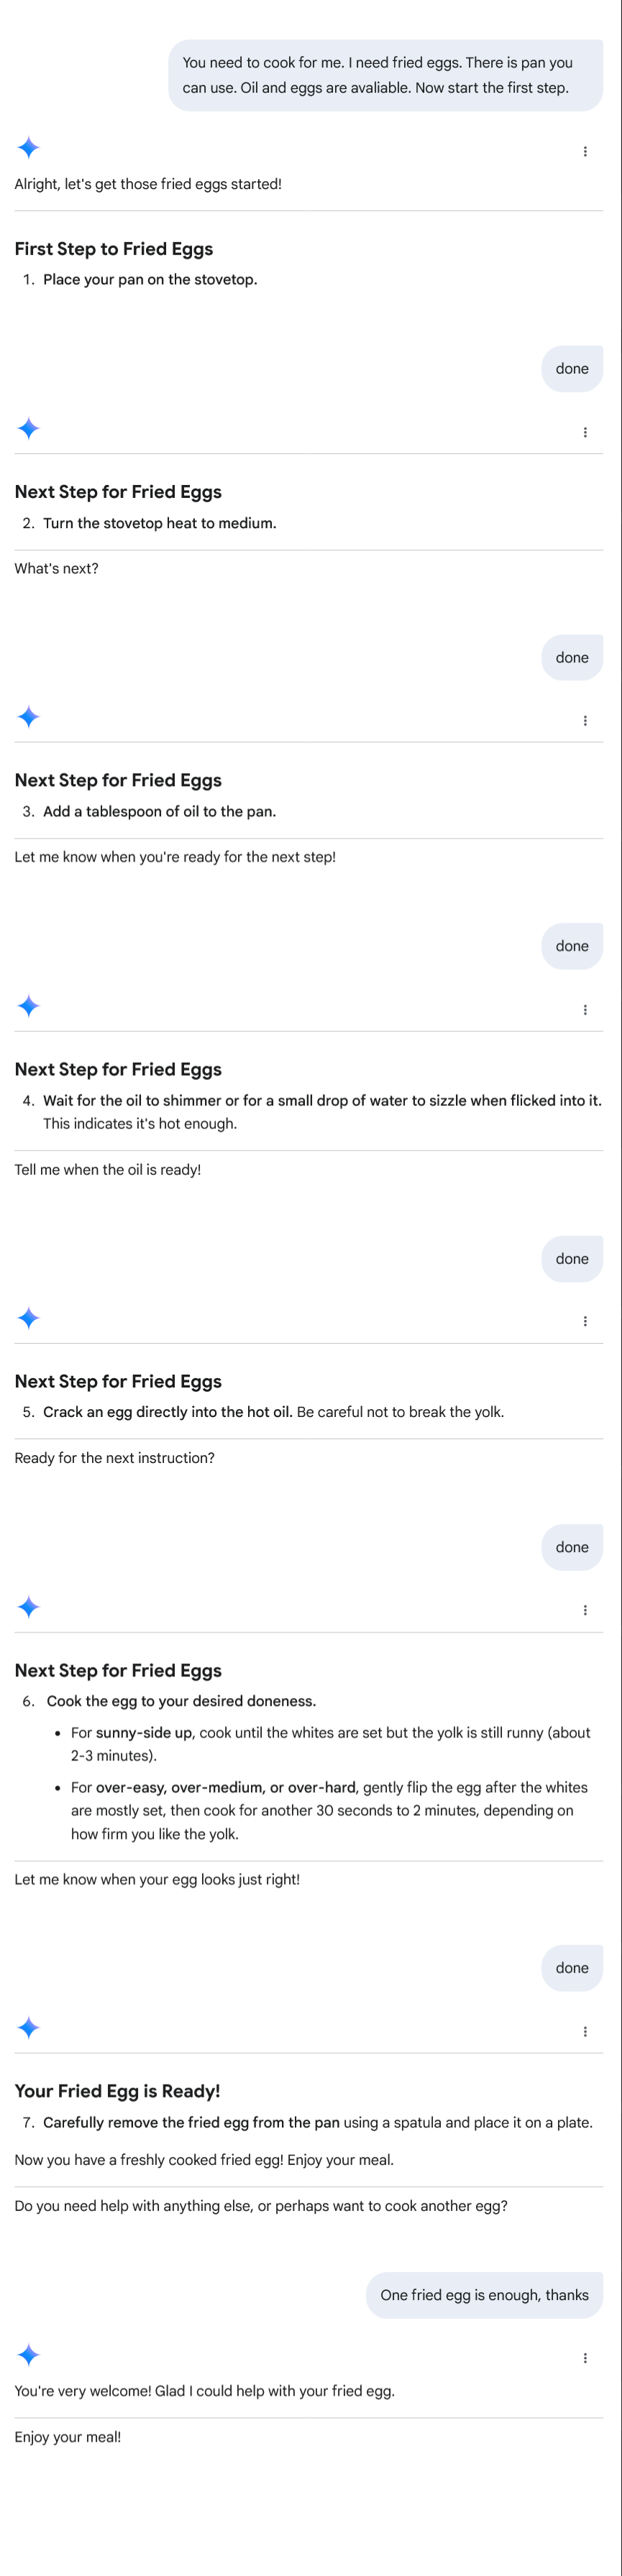 You need to cook for me. I need fried eggs. There is pan you
can use. Oil and eggs are avaliable. Now start the first step.
Alright, let's get those fried eggs started!
First Step to Fried Eggs
1. Place your pan on the stovetop.
done
Next Step for Fried Eggs
2. Turn the stovetop heat to medium.
What's next?
done
Next Step for Fried Eggs
3. Add a tablespoon of oil to the pan.
Let me know when you're ready for the next step!
done
Next Step for Fried Eggs
4. Wait for the oil to shimmer or for a small drop of water to sizzle when flicked into it.
This indicates it's hot enough.
Tell me when the oil is ready!
done
Next Step for Fried Eggs
5. Crack an egg directly into the hot oil. Be careful not to break the yolk.
Ready for the next instruction?
done
Next Step for Fried Eggs
6. Cook the egg to your desired doneness.
• For sunny-side up, cook until the whites are set but the yolk is still runny (about
2-3 minutes).
• For over-easy, over-medium, or over-hard, gently flip the egg after the whites
are mostly set, then cook for another 30 seconds to 2 minutes, depending on
how firm you like the yolk.
Let me know when your egg looks just right!
done
Your Fried Egg is Ready!
7. Carefully remove the fried egg from the pan using a spatula and place it on a plate.
Now you have a freshly cooked fried egg! Enjoy your meal.
Do you need help with anything else, or perhaps want to cook another egg?
One fried egg is enough, thanks
You're very welcome! Glad I could help with your fried egg.
Enjoy your meal!